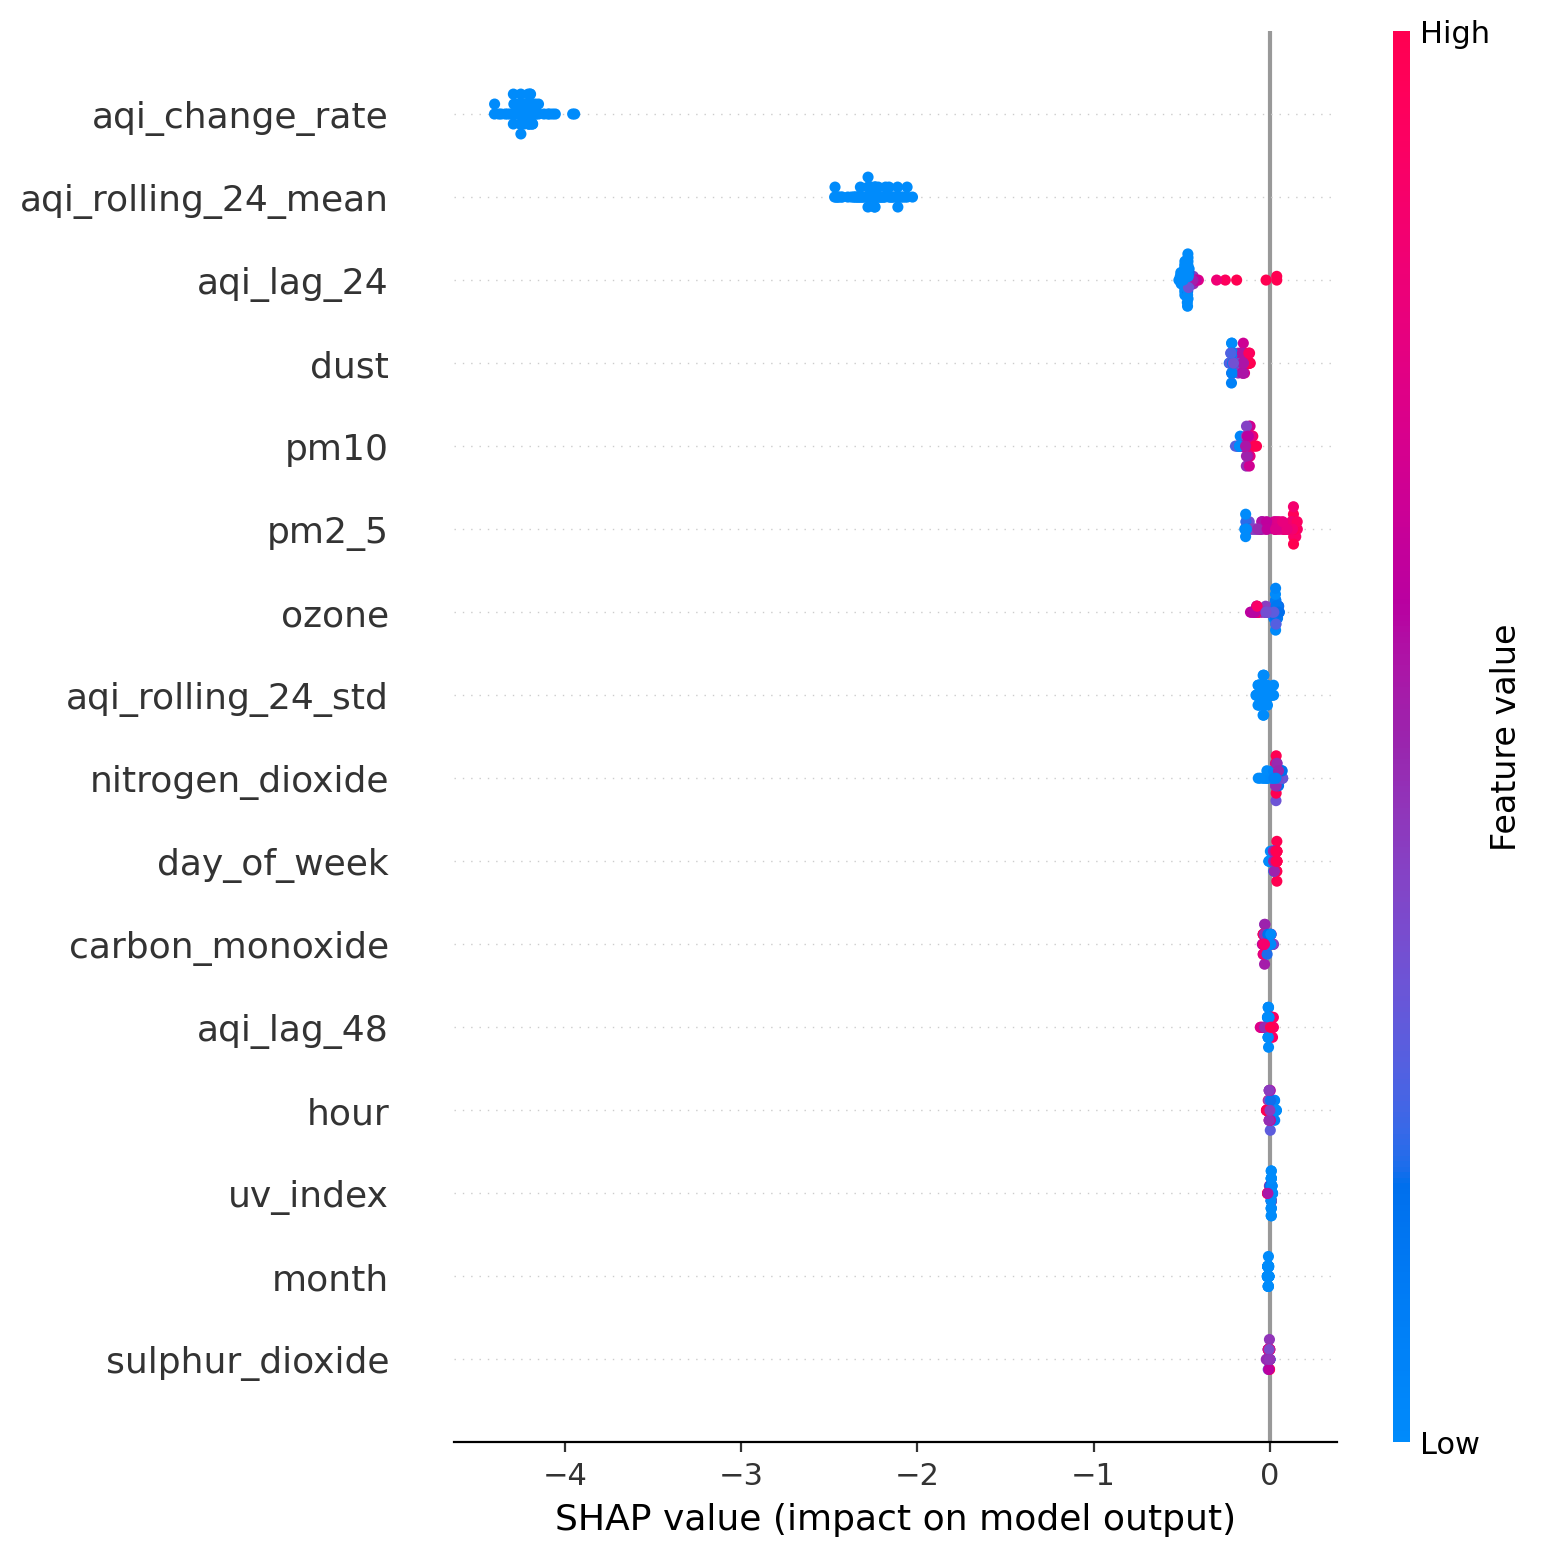 High
aqi_change_rate
aqi_rolling_24_mean
aqi_lag_24
dust
pm10
pm2_5
ozone
aqi_rolling_24_std
nitrogen_dioxide
day_of_week
carbon_monoxide
aqi_lag_48
hour
uv_index
month
sulphur_dioxide
Feature value
Low
−4 −3 −2 −1 0
SHAP value (impact on model output)